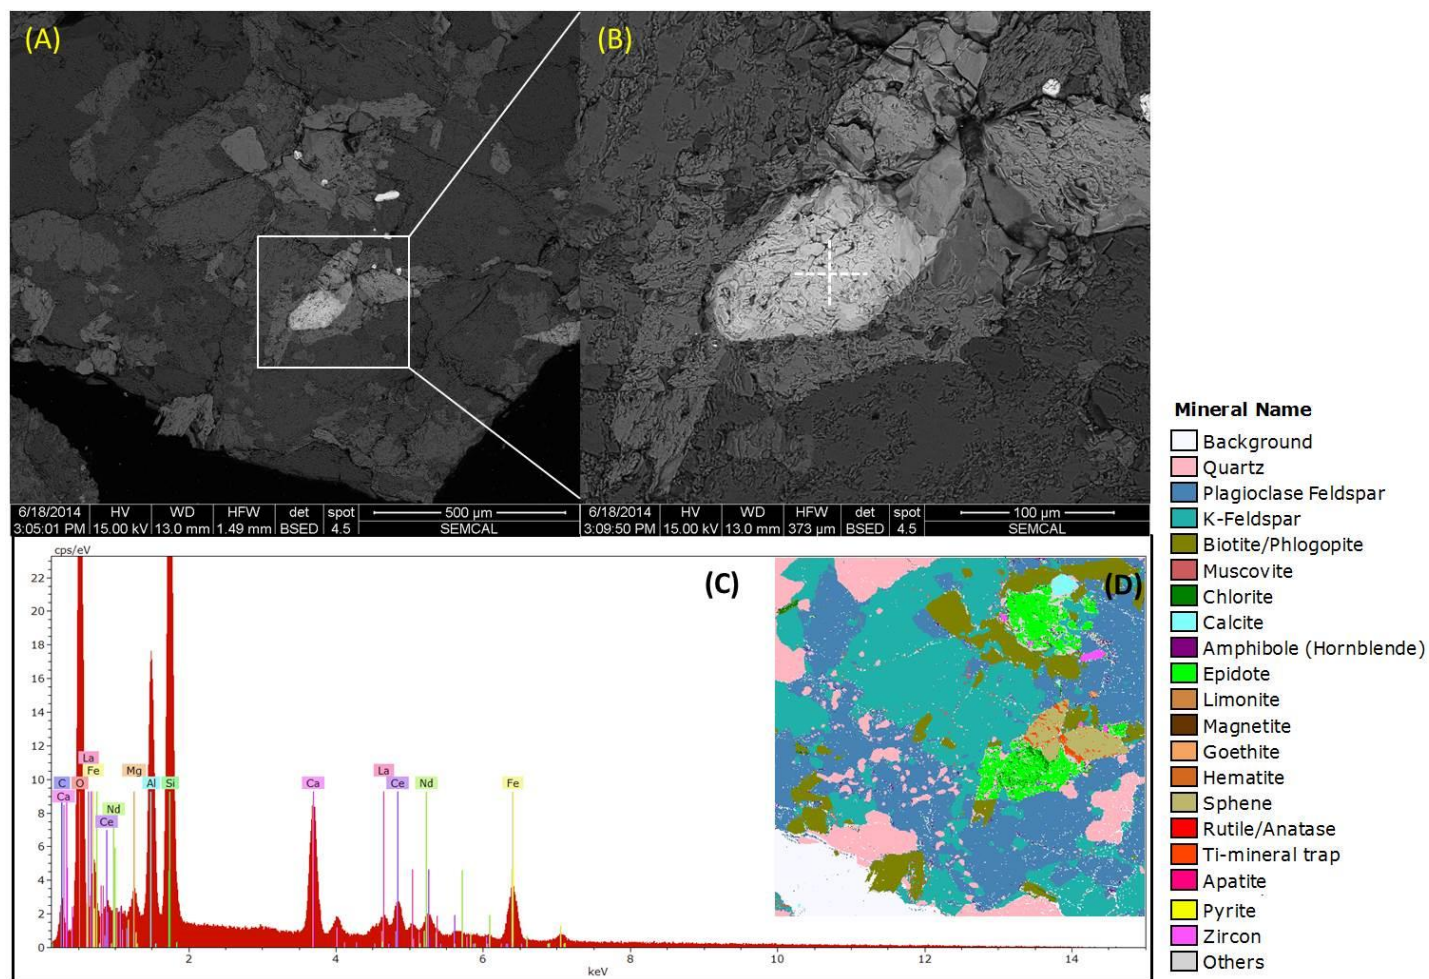 (A)
(B)
6/18/2014 HV WD HFW det spot 500 µm
3:05:01 PM 15.00 kV 13.0 mm 1.49 mm BSED 4.5 SEMCAL
6/18/2014 HV WD HFW det spot 100 µm
3:09:50 PM 15.00 kV 13.0 mm 373 µm BSED 4.5 SEMCAL
cps/eV
(C)
(D)
22
20
18
16
14
12
10
8
6
4
2
0
La
Fe
C
O
Mg
Al
Si
Ca
La
Ce
Nd
Fe
Ca
Nd
Ce
2 4 6 8 10 12 14
keV
Mineral Name
Background
Quartz
Plagioclase Feldspar
K-Feldspar
Biotite/Phlogopite
Muscovite
Chlorite
Calcite
Amphibole (Hornblende)
Epidote
Limonite
Magnetite
Goethite
Hematite
Sphene
Rutile/Anatase
Ti-mineral trap
Apatite
Pyrite
Zircon
Others